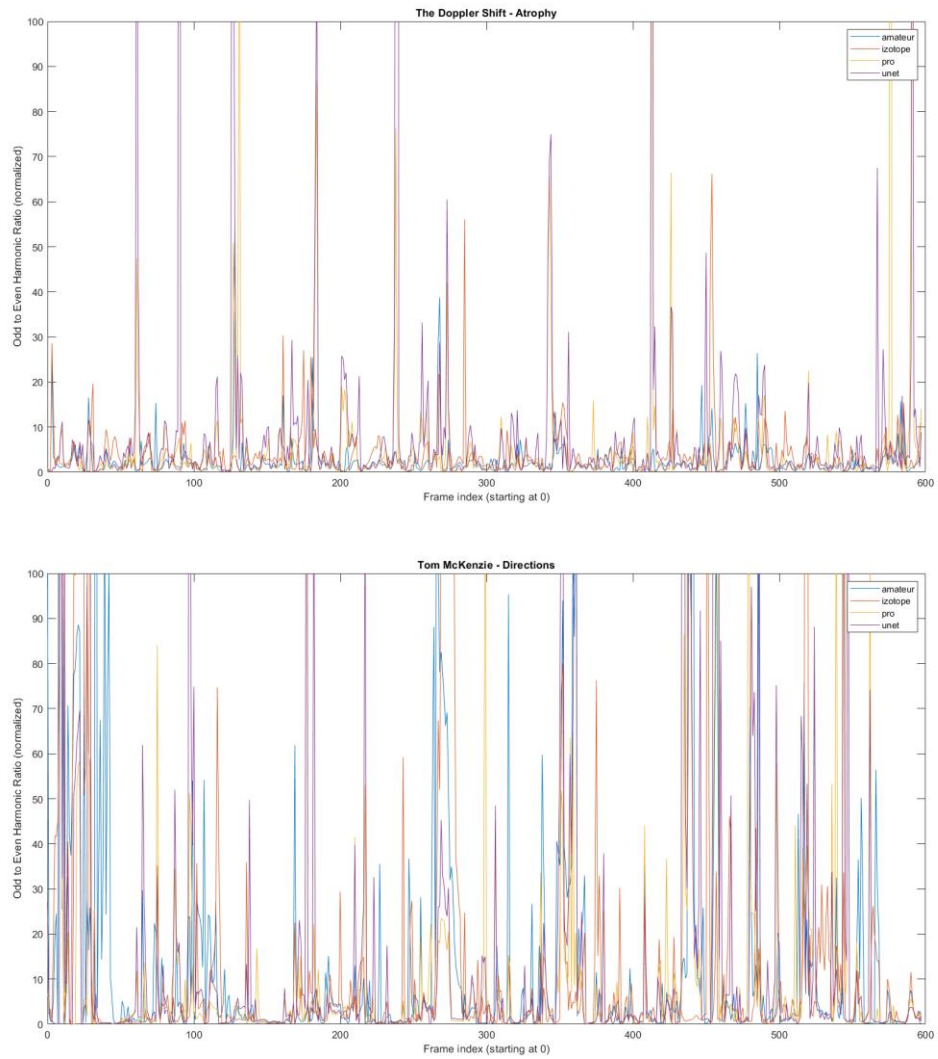 The Doppler Shift - Atrophy
100
90
80
70
60
50
40
30
20
10
0
Odd to Even Harmonic Ratio (normalized)
0 100 200 300 400 500 600
Frame index (starting at 0)
amateur
izotope
pro
unet
Tom McKenzie - Directions
100
90
80
70
60
50
40
30
20
10
0
Odd to Even Harmonic Ratio (normalized)
0 100 200 300 400 500 600
Frame index (starting at 0)
amateur
izotope
pro
unet